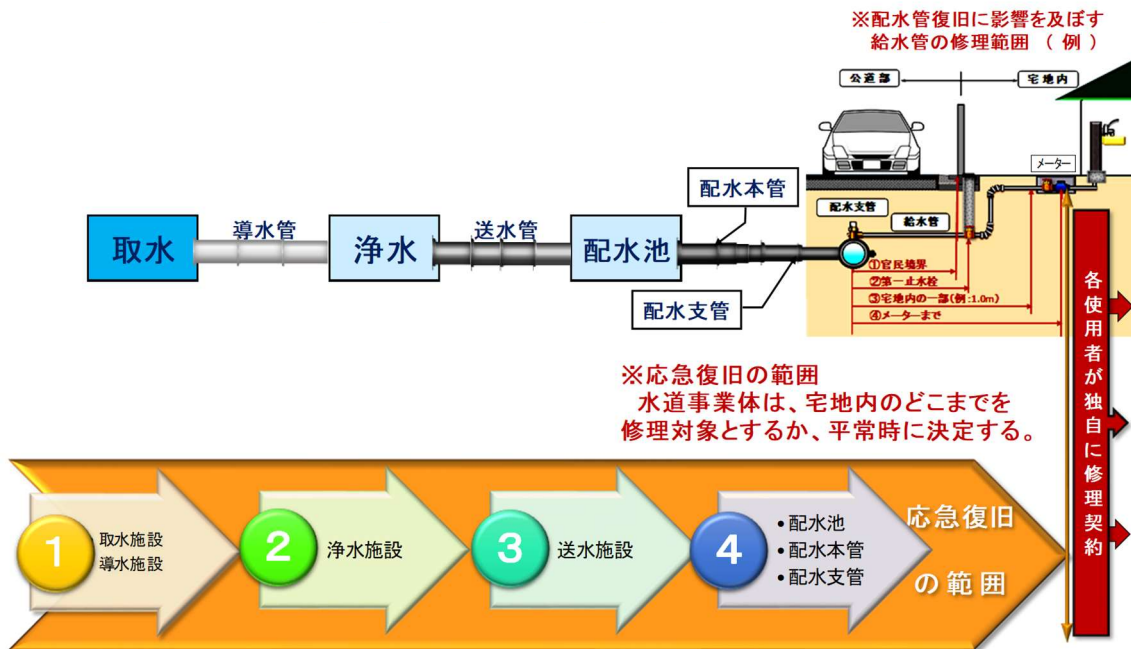 ※配水管復旧に影響を及ぼす
給水管の修理範囲 （ 例 ）
公道部
宅地内
メーター
配水本管
配水支管
給水管
取水
導水管
浄水
送水管
配水池
配水支管
①官民境界
②第一止水栓
③宅地内の一部(例:1.0m)
④メーターまで
各使用者が独自に修理契約
※応急復旧の範囲
水道事業体は、宅地内のどこまでを
修理対象とするか、平常時に決定する。
1
• 取水施設
導水施設
2
浄水施設
3
送水施設
4
• 配水池
• 配水本管
• 配水支管
応急復旧
の範囲